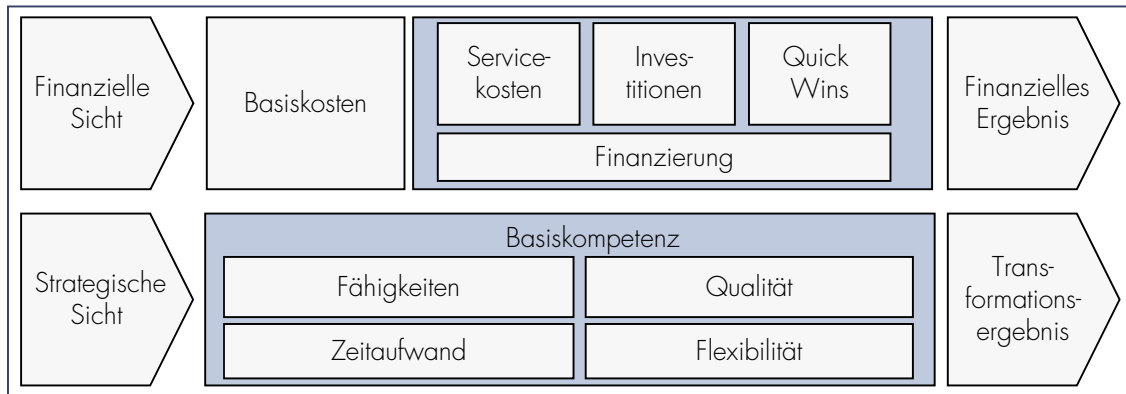 Finanzielle
Sicht
Basiskosten
Service-
kosten
Inves-
titionen
Quick
Wins
Finanzierung
Finanzielles
Ergebnis
Strategische
Sicht
Basiskompetenz
Fähigkeiten
Qualität
Zeitaufwand
Flexibilität
Trans-
formations-
ergebnis